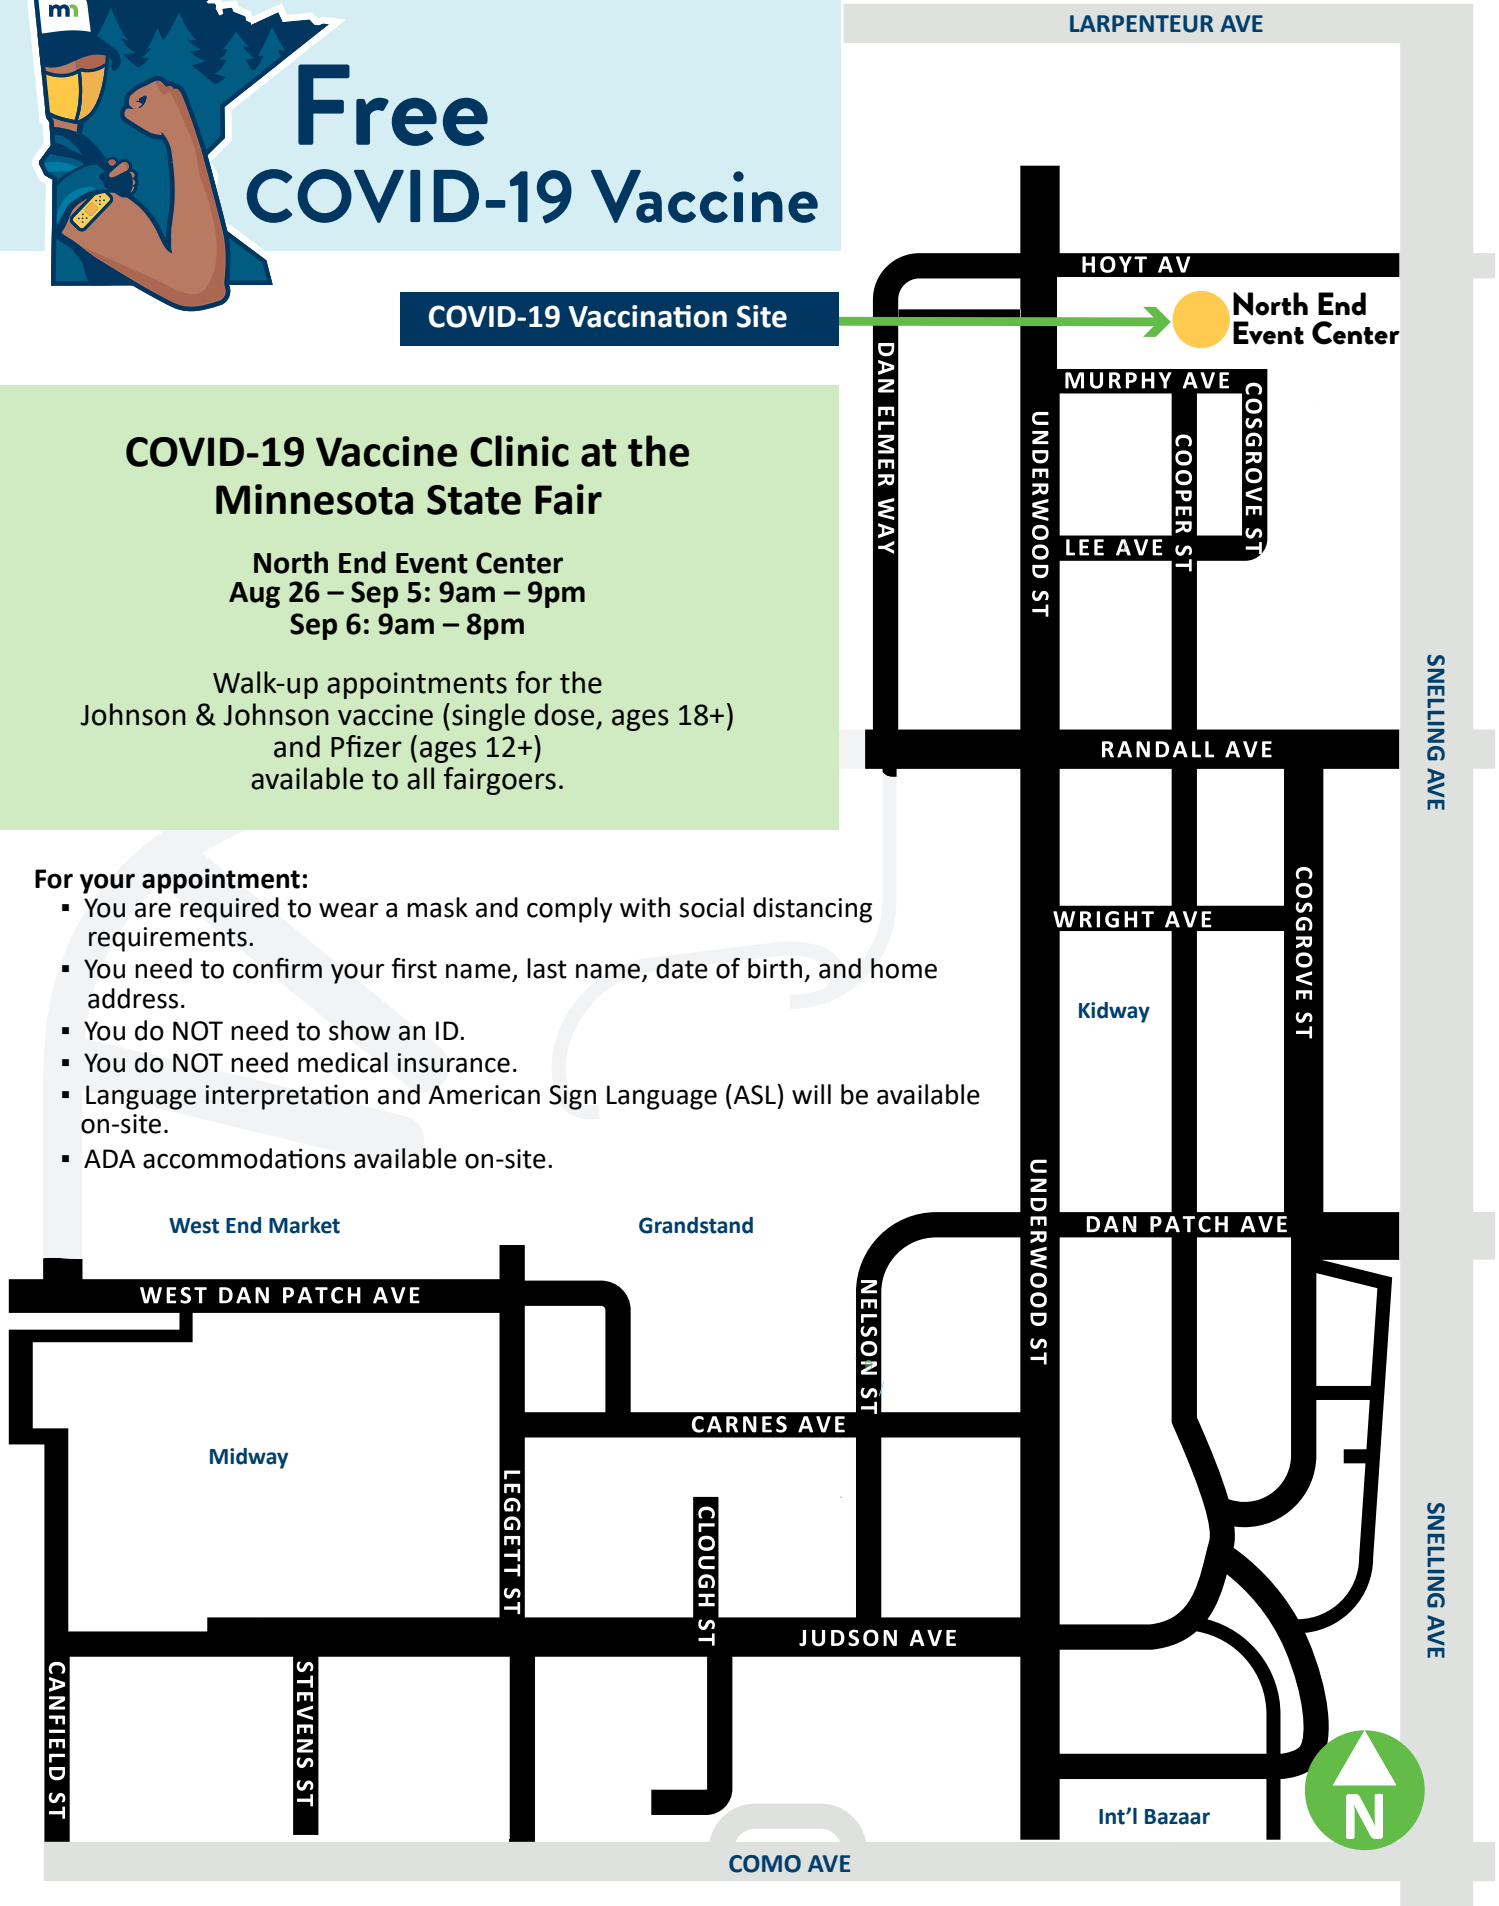 mn
Free
COVID-19 Vaccine
LARPENTEUR AVE
HOYT AV
COVID-19 Vaccination Site
North End
Event Center
DAN ELMER WAY
MURPHY AVE
COSGROVE ST
UNDERWOOD ST
COOPER ST
LEE AVE
COVID-19 Vaccine Clinic at the
Minnesota State Fair
North End Event Center
Aug 26 – Sep 5: 9am – 9pm
Sep 6: 9am – 8pm
Walk-up appointments for the
Johnson & Johnson vaccine (single dose, ages 18+)
and Pfizer (ages 12+)
available to all fairgoers.
SNELLING AVE
RANDALL AVE
For your appointment:
▪ You are required to wear a mask and comply with social distancing
requirements.
▪ You need to confirm your first name, last name, date of birth, and home
address.
▪ You do NOT need to show an ID.
▪ You do NOT need medical insurance.
▪ Language interpretation and American Sign Language (ASL) will be available
on-site.
▪ ADA accommodations available on-site.
COSGROVE ST
WRIGHT AVE
Kidway
UNDERWOOD ST
West End Market
Grandstand
DAN PATCH AVE
WEST DAN PATCH AVE
NELSON ST
CARNES AVE
Midway
LEGGETT ST
CLOUGH ST
SNELLING AVE
JUDSON AVE
CANFIELD ST
STEVENS ST
N
Int'l Bazaar
COMO AVE